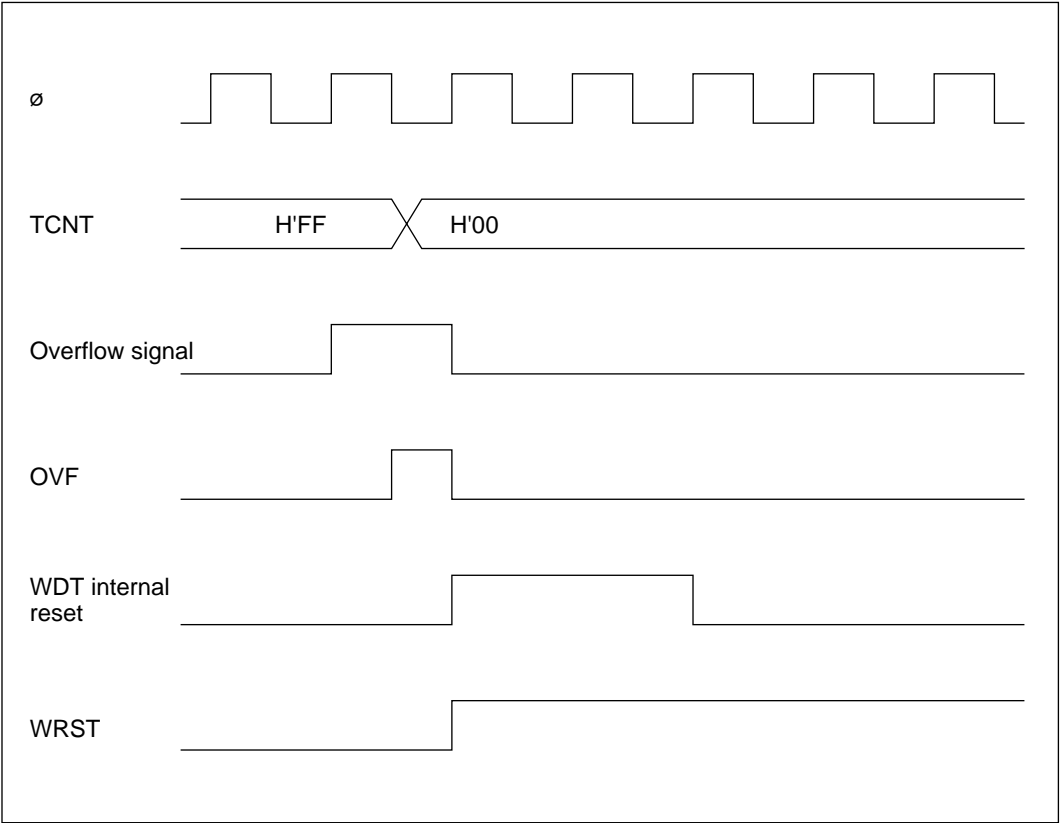 ø
TCNT
H'FF
H'00
Overflow signal
OVF
WDT internal
reset
WRST